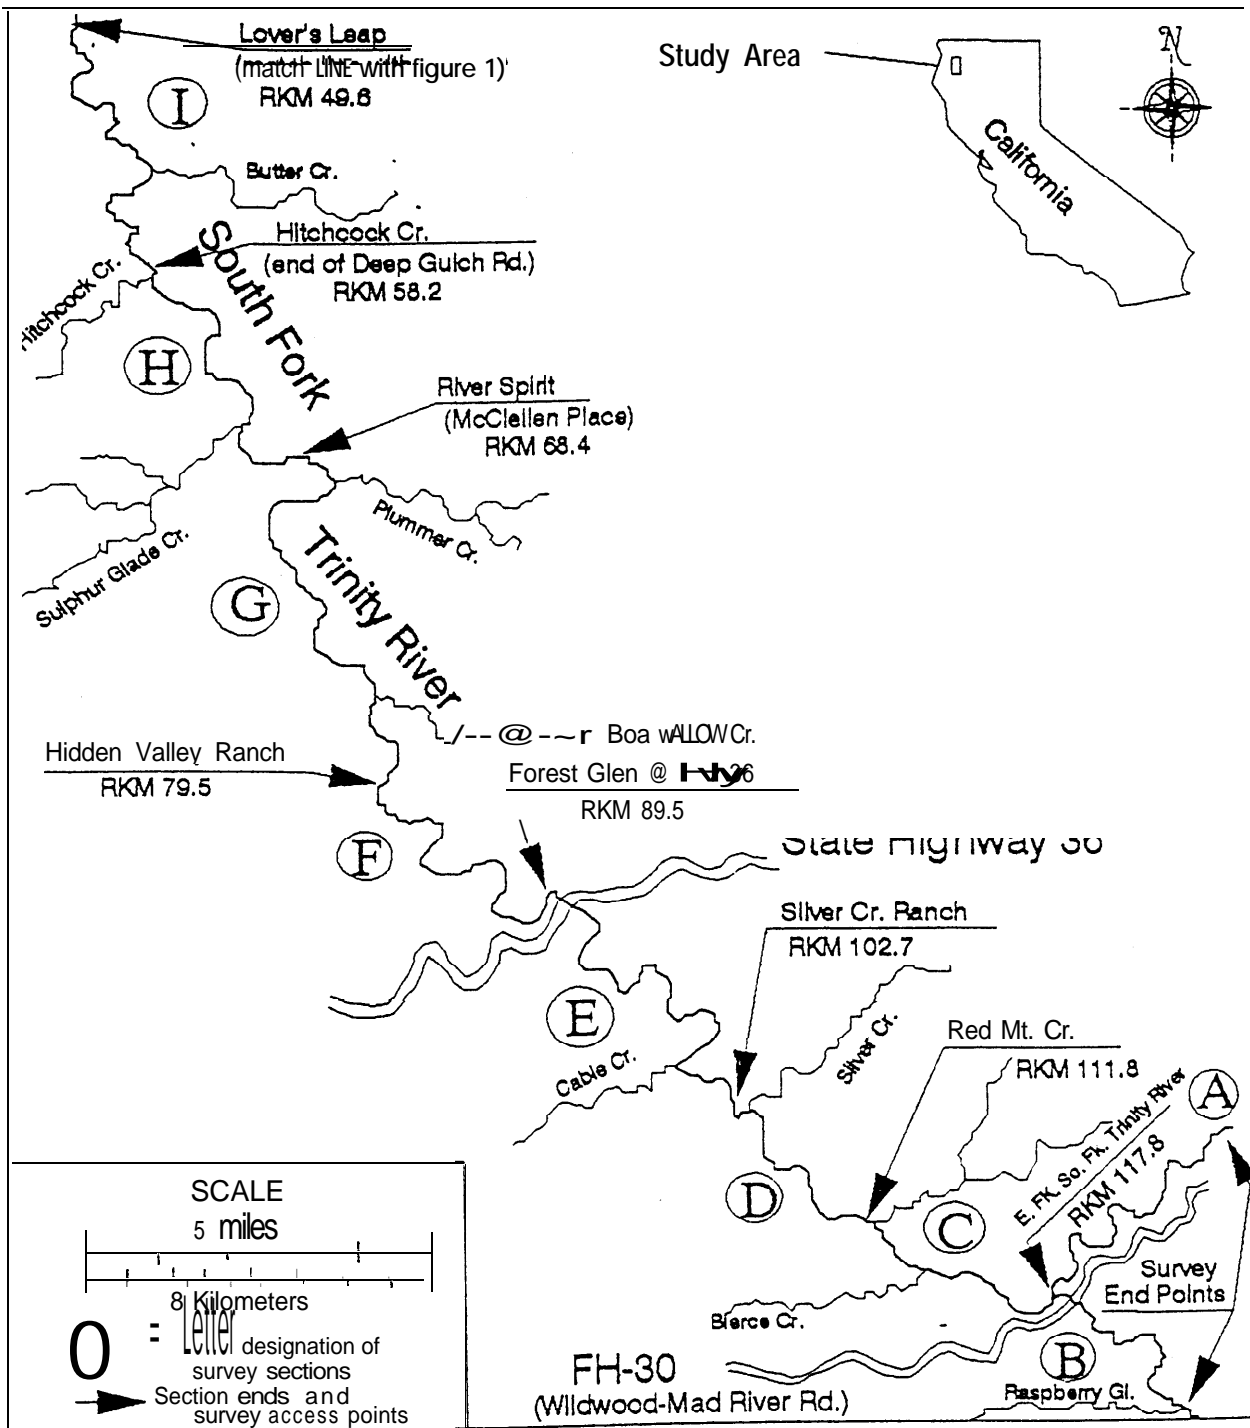 Lover's Leap
(match LINE with figure 1)
RKM 49.6
Study Area
N
California
I
Butter Cr.
Hitchcock Cr.
(end of Deep Gulch Rd.)
RKM 58.2
Hitchcock Cr.
South Fork
H
River Spirit
(McClellen Place)
RKM 68.4
Plummer Cr.
Sulphur Glade Cr.
G
Trinity River
Boa wALLOW Cr.
Hidden Valley Ranch
RKM 79.5
Forest Glen @ Hwy 36
RKM 89.5
F
State Highway 36
Silver Cr. Ranch
RKM 102.7
E
Cable Cr.
Silver Cr.
Red Mt. Cr.
RKM 111.8
A
E. FK. So. Fk. Trinity River
RKM 117.8
D
C
Survey
End Points
Bierce Cr.
B
FH-30
(Wildwood-Mad River Rd.)
Raspberry Gl.
SCALE
5 miles
8 Kilometers
O = Letter designation of
survey sections
Section ends and
survey access points